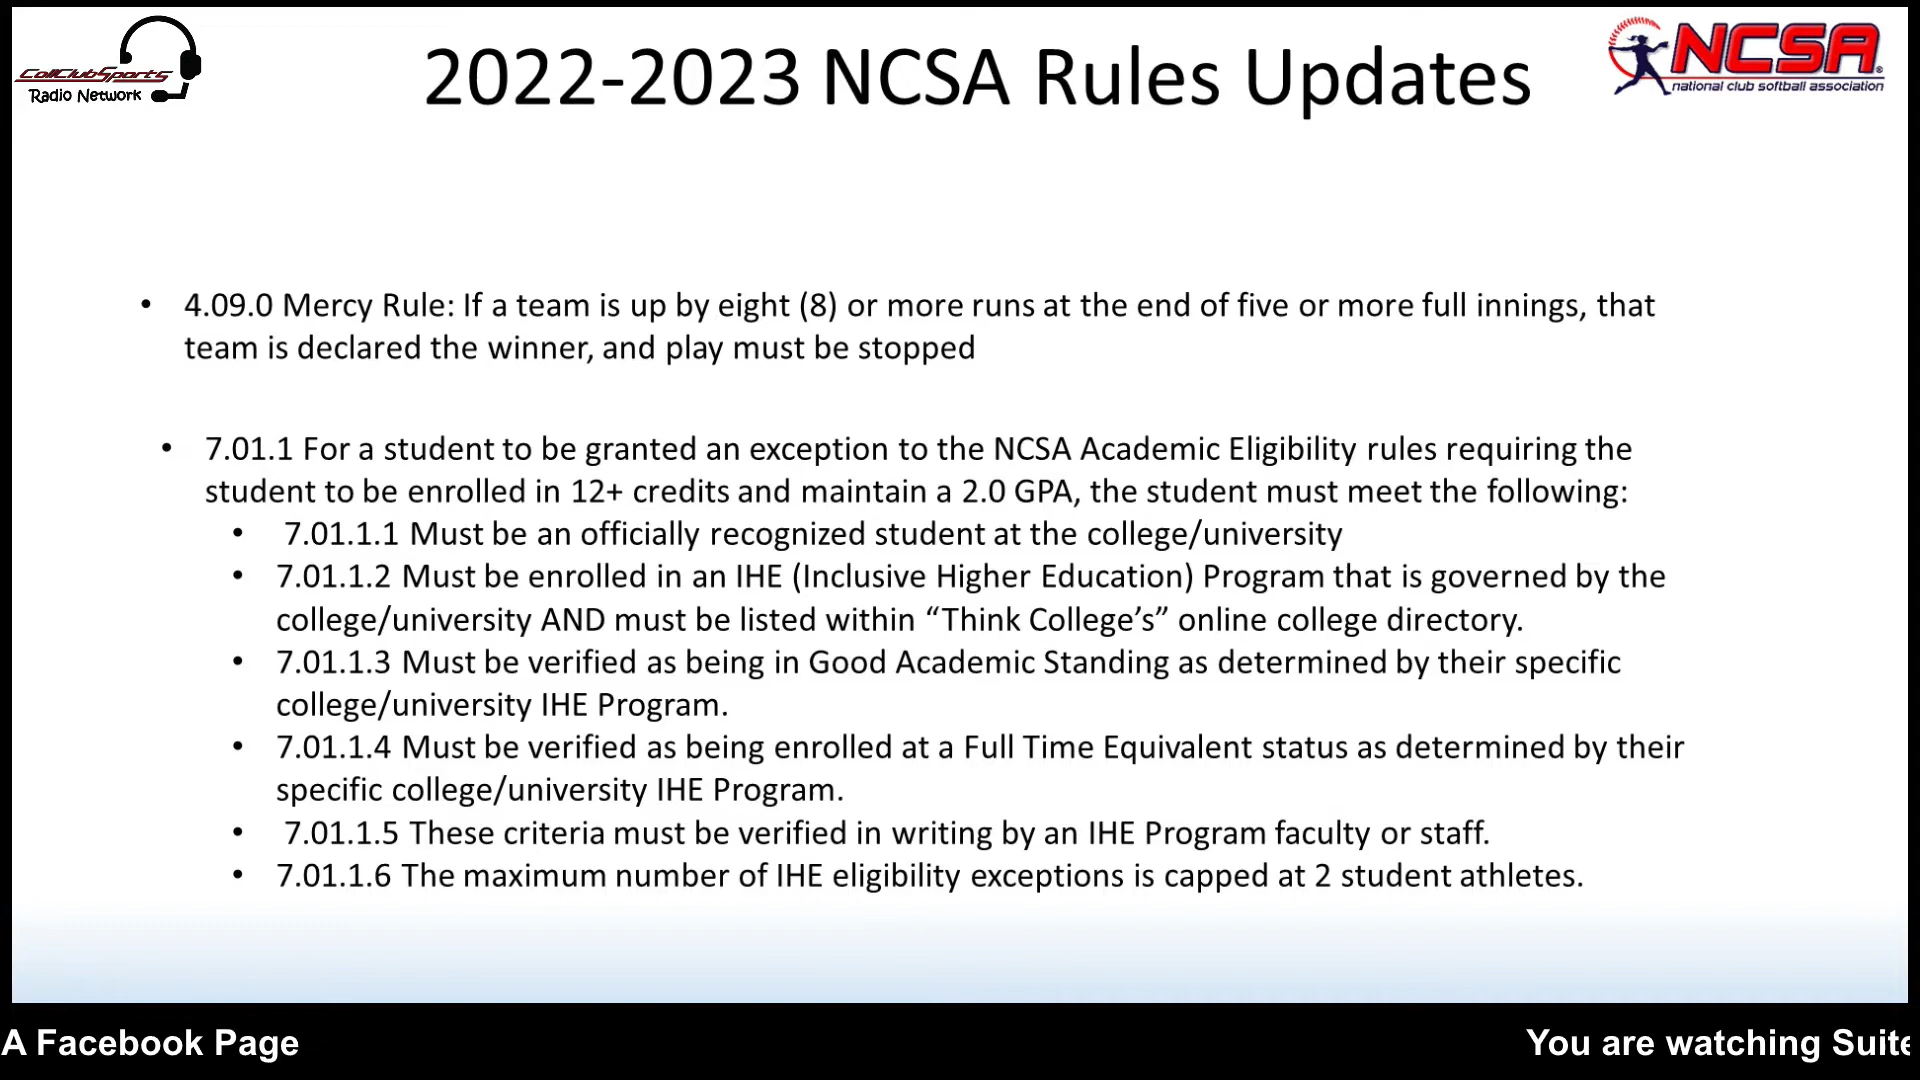 CollClubSports
Radio Network
2022-2023 NCSA Rules Updates
NCSA®
national club softball association
• 4.09.0 Mercy Rule: If a team is up by eight (8) or more runs at the end of five or more full innings, that
team is declared the winner, and play must be stopped
• 7.01.1 For a student to be granted an exception to the NCSA Academic Eligibility rules requiring the
student to be enrolled in 12+ credits and maintain a 2.0 GPA, the student must meet the following:
• 7.01.1.1 Must be an officially recognized student at the college/university
• 7.01.1.2 Must be enrolled in an IHE (Inclusive Higher Education) Program that is governed by the
college/university AND must be listed within “Think College’s” online college directory.
• 7.01.1.3 Must be verified as being in Good Academic Standing as determined by their specific
college/university IHE Program.
• 7.01.1.4 Must be verified as being enrolled at a Full Time Equivalent status as determined by their
specific college/university IHE Program.
• 7.01.1.5 These criteria must be verified in writing by an IHE Program faculty or staff.
• 7.01.1.6 The maximum number of IHE eligibility exceptions is capped at 2 student athletes.
A Facebook Page
You are watching Suite